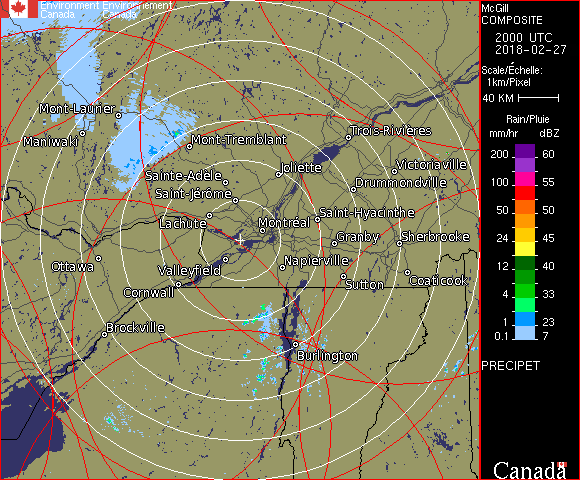 Environment Environnement
Canada Canada
McGill
COMPOSITE
2000 UTC
2018-02-27
Scale/Échelle:
1km/Pixel
40 KM
Rain/Pluie
mm/hr dBZ
200 60
150 57
100 55
50 50
24 45
12 40
4 33
1 23
0.1 7
PRECIPET
Canada
Mont-Laurier
Maniwaki
Mont-Tremblant
Trois-Rivières
Sainte-Adèle
Joliette
Victoriaville
Saint-Jérôme
Drummondville
Lachute
Montréal
Saint-Hyacinthe
Granby
Sherbrooke
Ottawa
Valleyfield
Napierville
Cornwall
Sutton
Coaticook
Brockville
Burlington